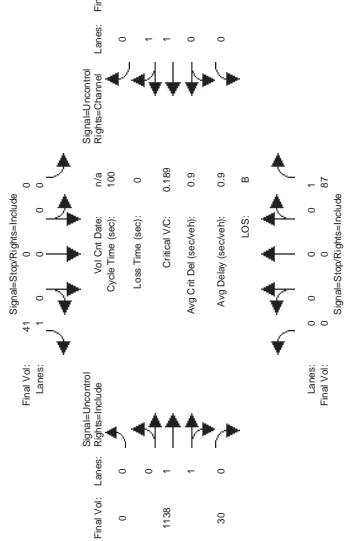 Signal=Stop/Rights=Include
Final Vol: 41 0 0
Lanes: 1 0 0 0 0
Signal=Uncontrol
Final Vol: Lanes: Rights=Include
Signal=Uncontrol
Rights=Channel Lanes:
Vol Cnt Date: n/a
0 0 Cycle Time (sec): 100 0
0 Loss Time (sec): 0 1
1138 1 Critical V/C: 0.189 1
1 Avg Crit Del (sec/veh): 0.9 0
30 0 Avg Delay (sec/veh): 0.9 0
LOS: B
Lanes: 0 0 0 0 1
Final Vol: 0 0 87
Signal=Stop/Rights=Include